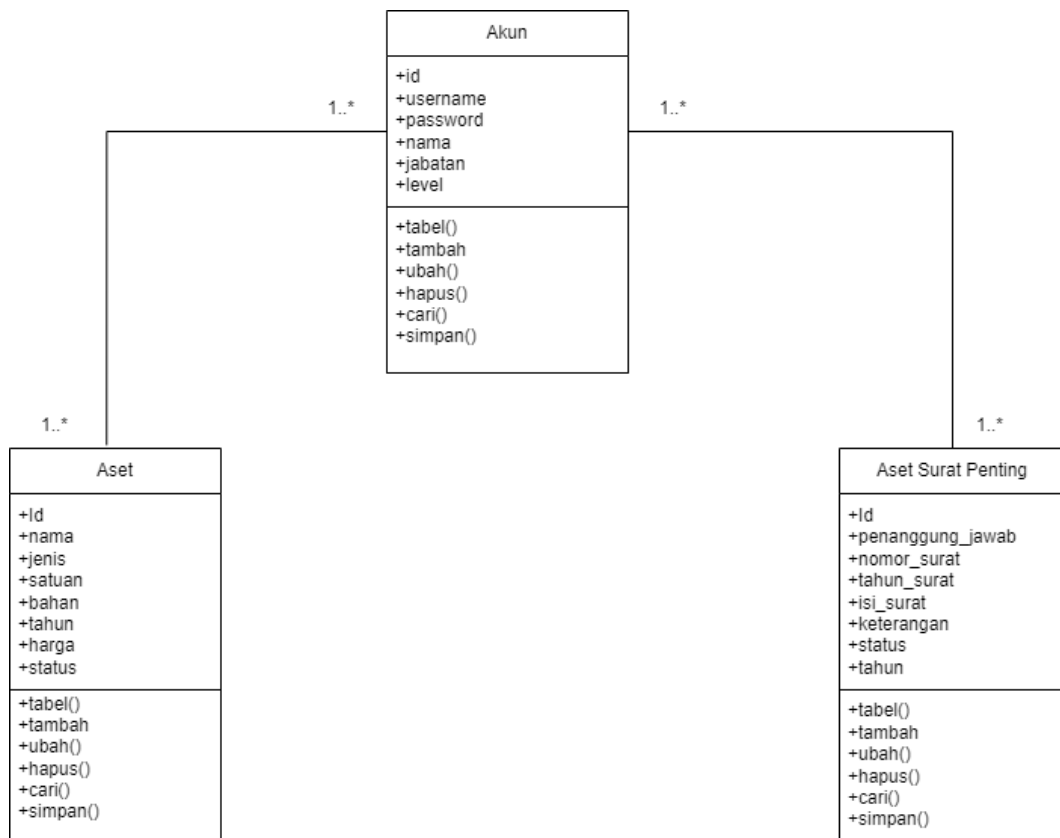 Akun
+id
+username
+password
+nama
+jabatan
+level
+tabel()
+tambah
+ubah()
+hapus()
+cari()
+simpan()
1..*
1..*
1..*
1..*
Aset
+Id
+nama
+jenis
+satuan
+bahan
+tahun
+harga
+status
+tabel()
+tambah
+ubah()
+hapus()
+cari()
+simpan()
Aset Surat Penting
+Id
+penanggung_jawab
+nomor_surat
+tahun_surat
+isi_surat
+keterangan
+status
+tahun
+tabel()
+tambah
+ubah()
+hapus()
+cari()
+simpan()